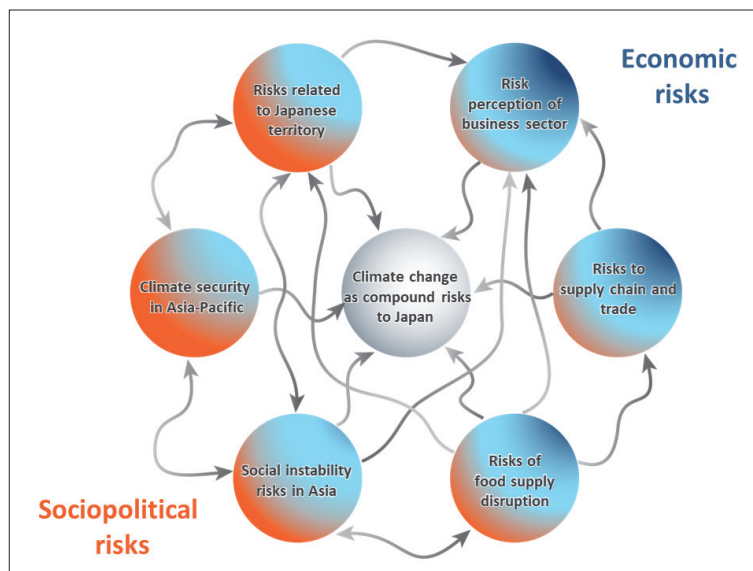 Economic
risks
Risks related
to Japanese
territory
Risk
perception of
business sector
Climate security
in Asia-Pacific
Climate change
as compound risks
to Japan
Risks to
supply chain and
trade
Social instability
risks in Asia
Risks of
food supply
disruption
Sociopolitical
risks